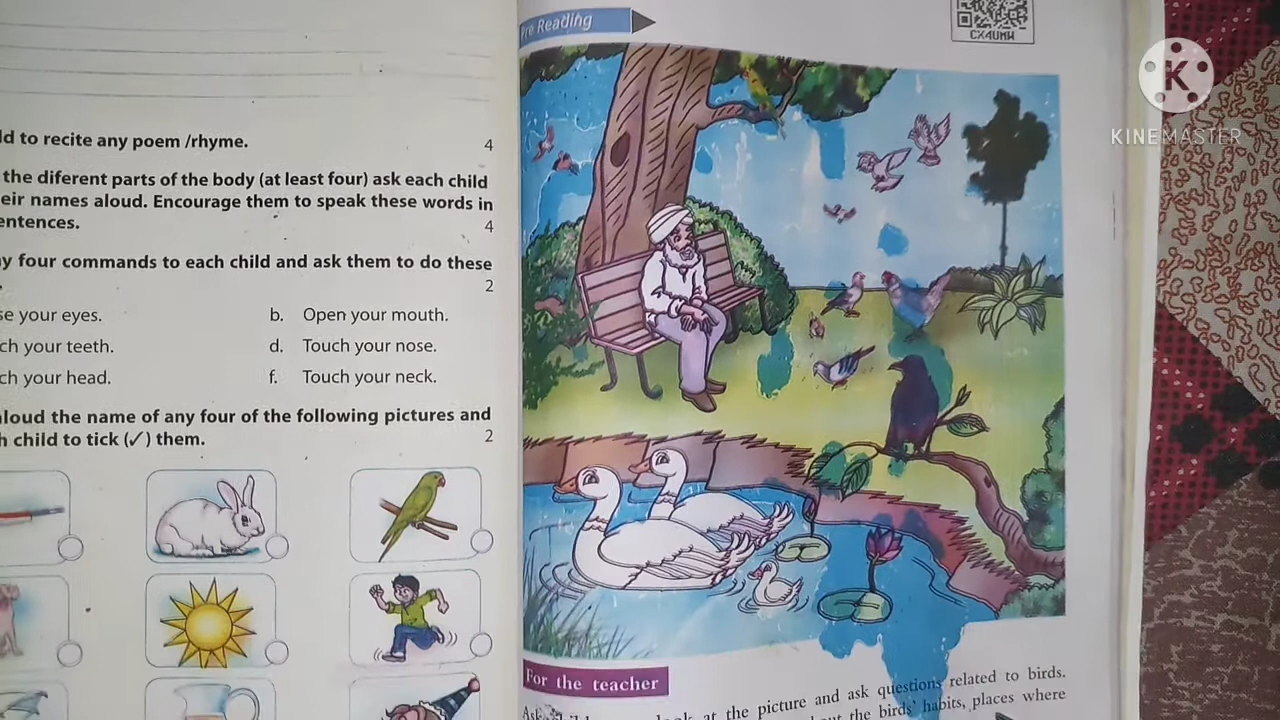 ld to recite any poem /rhyme. 4
the diferent parts of the body (at least four) ask each child
eir names aloud. Encourage them to speak these words in
entences. 4
y four commands to each child and ask them to do these
2
se your eyes. b. Open your mouth.
ch your teeth. d. Touch your nose.
ch your head. f. Touch your neck.
loud the name of any four of the following pictures and
h child to tick (✓) them. 2
Pre Reading
CX4UMW
K
KINEMASTER
For the teacher
Ask at the picture and ask questions related to birds.
the birds' habits, places where